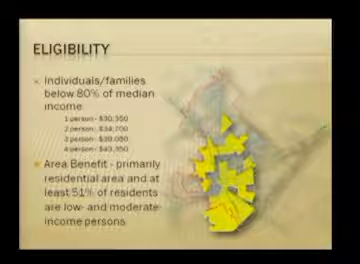 ELIGIBILITY
Individuals/families
below 80% of median
income
1 person - $30,350
2 person - $34,700
3 person - $39,050
4 person - $43,350
Area Benefit - primarily
residential area and at
least 51% of residents
are low- and moderate-
income persons